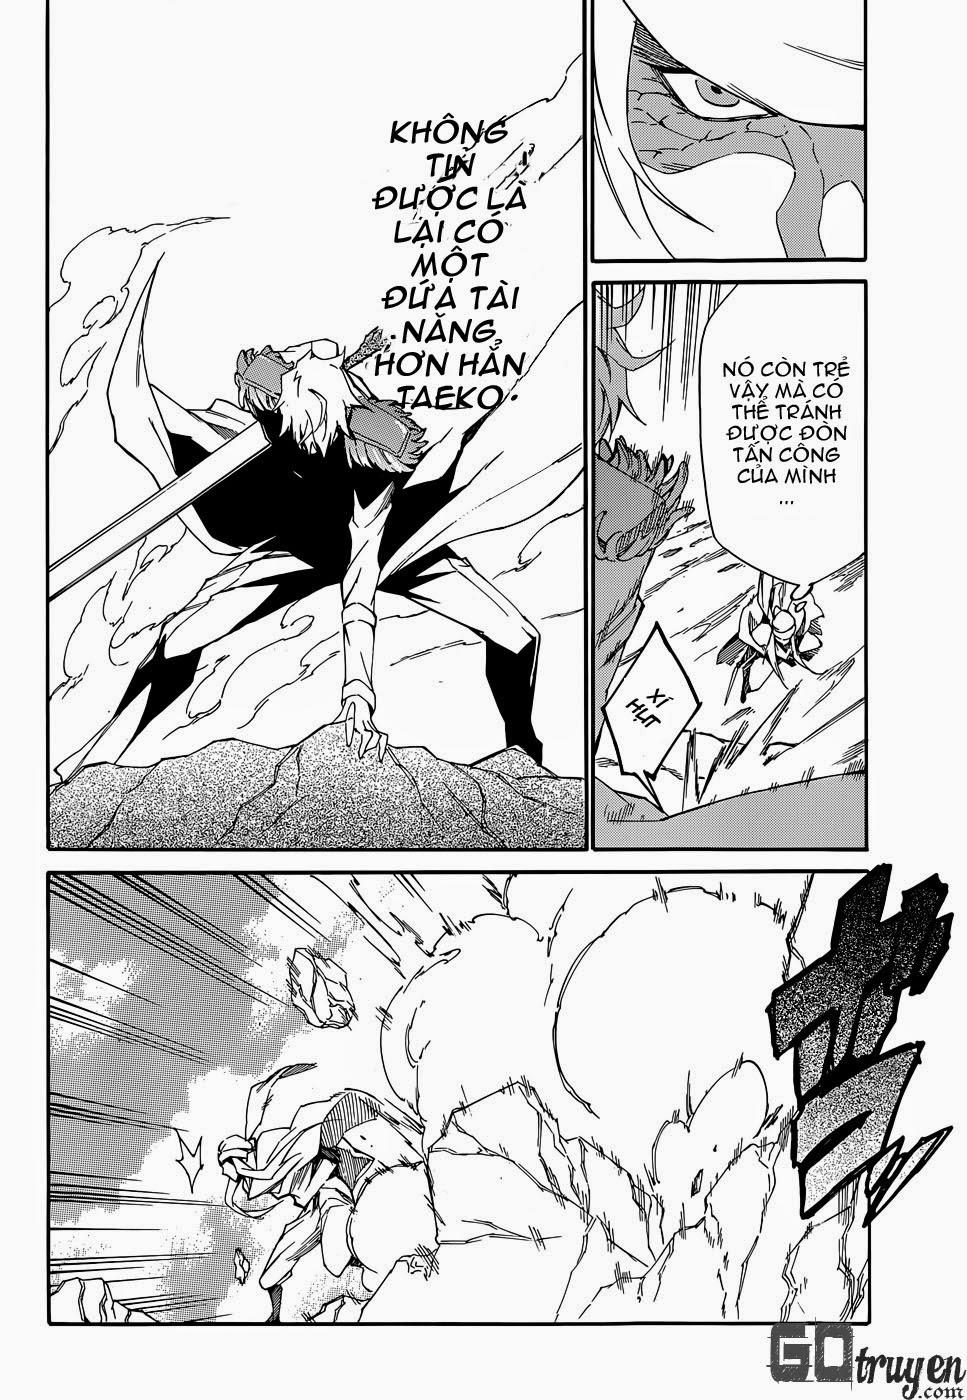 NÓ CÒN TRẺ
VẬY MÀ CÓ
THỂ TRÁNH
ĐƯỢC ĐÒN
TẤN CÔNG
CỦA MÌNH
...
XÌ
HỤT
KHÔNG
TIN
ĐƯỢC LÀ
LẠI CÓ
MỘT
ĐỨA TÀI
NĂNG
HƠN HẲN
TAEKO.
GOtruyen
.com